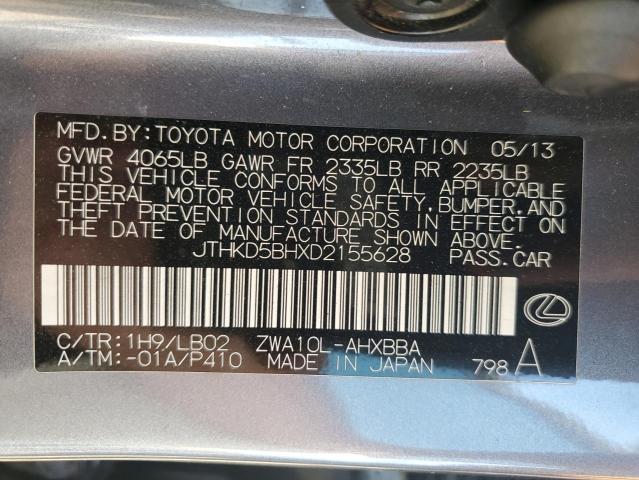 MFD.BY:TOYOTA MOTOR CORPORATION 05/13
GVWR 4065LB GAWR FR 2335LB RR 2235LB
THIS VEHICLE CONFORMS TO ALL APPLICABLE
FEDERAL MOTOR VEHICLE SAFETY,BUMPER,AND
THEFT PREVENTION STANDARDS IN EFFECT ON
THE DATE OF MANUFACTURE SHOWN ABOVE.
JTHKD5BHXD2155628 PASS.CAR
C/TR:1H9/LB02 ZWA10L-AHXBBA
A/TM:-01A/P410 MADE IN JAPAN 798 A